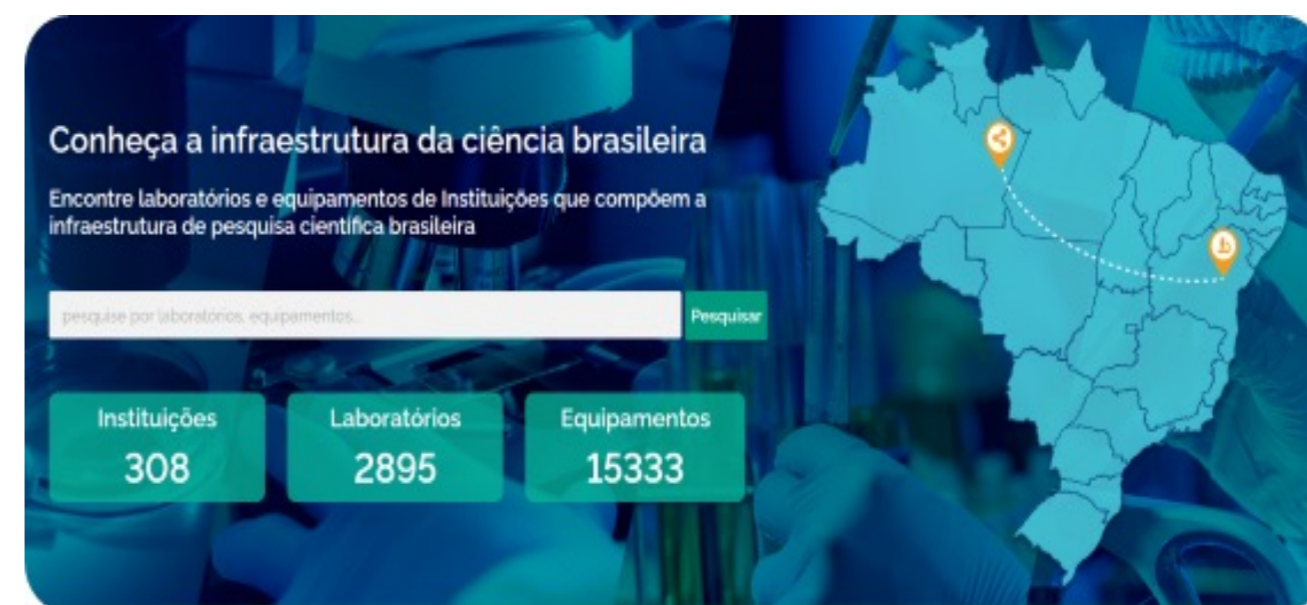 Conheça a infraestrutura da ciência brasileira
Encontre laboratórios e equipamentos de Instituições que compõem a
infraestrutura de pesquisa científica brasileira
pesquise por laboratórios, equipamentos...
Pesquisar
Instituições
308
Laboratórios
2895
Equipamentos
15333